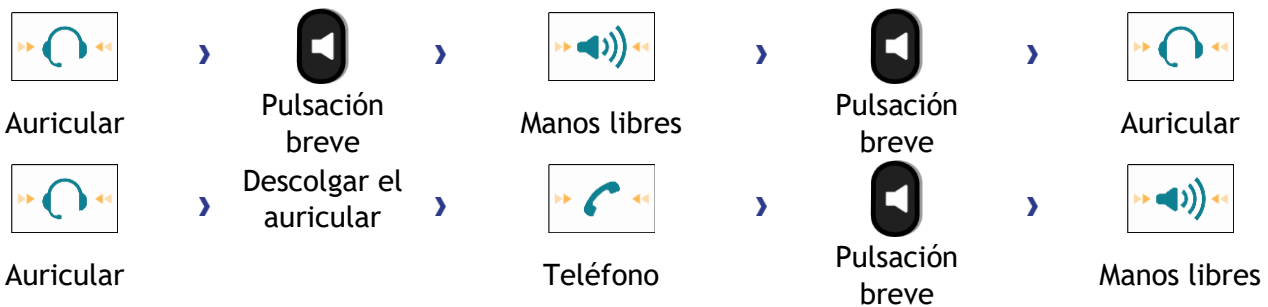 Auricular
Pulsación
breve
Manos libres
Pulsación
breve
Auricular
Auricular
Descolgar el
auricular
Teléfono
Pulsación
breve
Manos libres